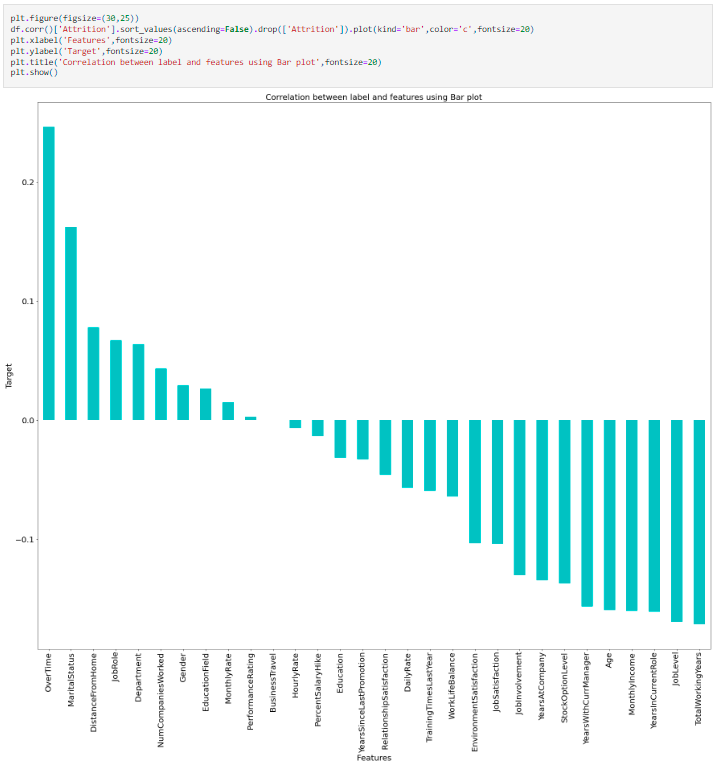 plt.figure(figsize=(30,25))
df.corr()['Attrition'].sort_values(ascending=False).drop(['Attrition']).plot(kind='bar',color='c',fontsize=20)
plt.xlabel('Features',fontsize=20)
plt.ylabel('Target',fontsize=20)
plt.title('Correlation between label and features using Bar plot',fontsize=20)
plt.show()
Correlation between label and features using Bar plot
0.2
0.1
0.0
−0.1
Target
OverTime
MaritalStatus
DistanceFromHome
JobRole
Department
NumCompaniesWorked
Gender
EducationField
MonthlyRate
PerformanceRating
BusinessTravel
HourlyRate
PercentSalaryHike
Education
YearsSinceLastPromotion
RelationshipSatisfaction
DailyRate
TrainingTimesLastYear
WorkLifeBalance
EnvironmentSatisfaction
JobSatisfaction
JobInvolvement
YearsAtCompany
StockOptionLevel
YearsWithCurrManager
Age
MonthlyIncome
YearsInCurrentRole
JobLevel
TotalWorkingYears
Features